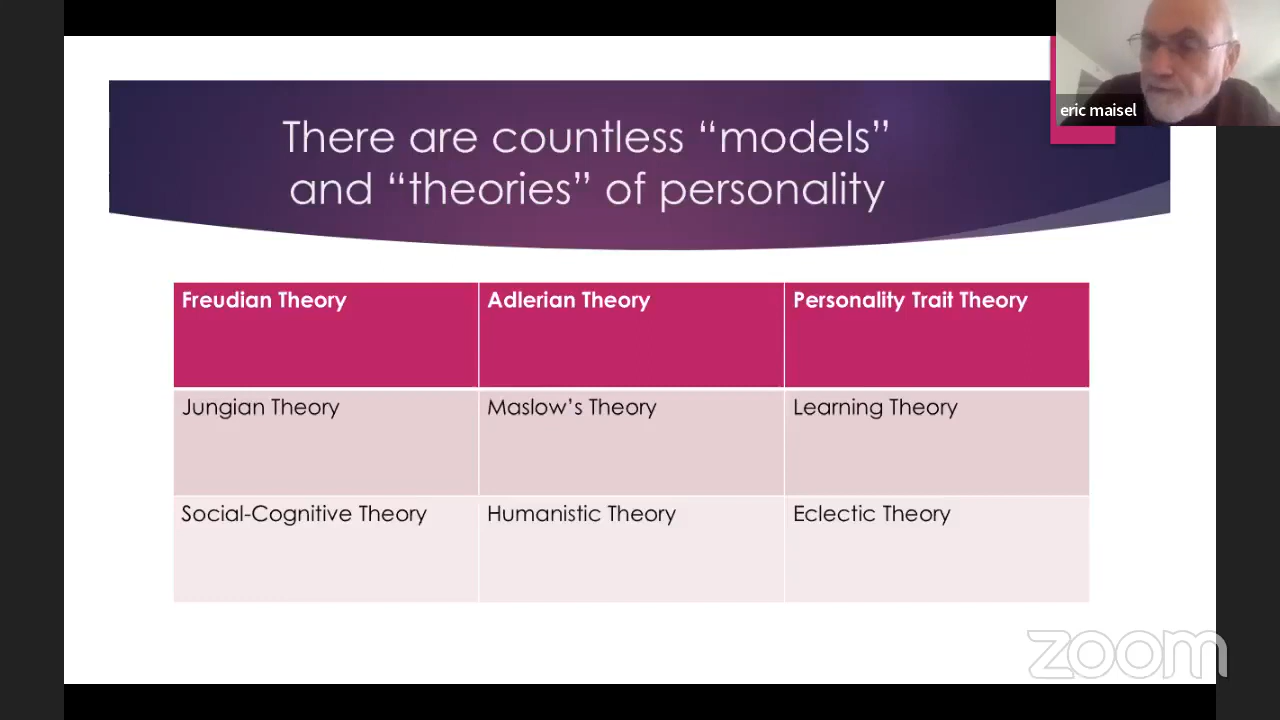 There are countless “models”
and “theories” of personality
eric maisel
Freudian Theory
Adlerian Theory
Personality Trait Theory
Jungian Theory
Maslow’s Theory
Learning Theory
Social-Cognitive Theory
Humanistic Theory
Eclectic Theory
zoom